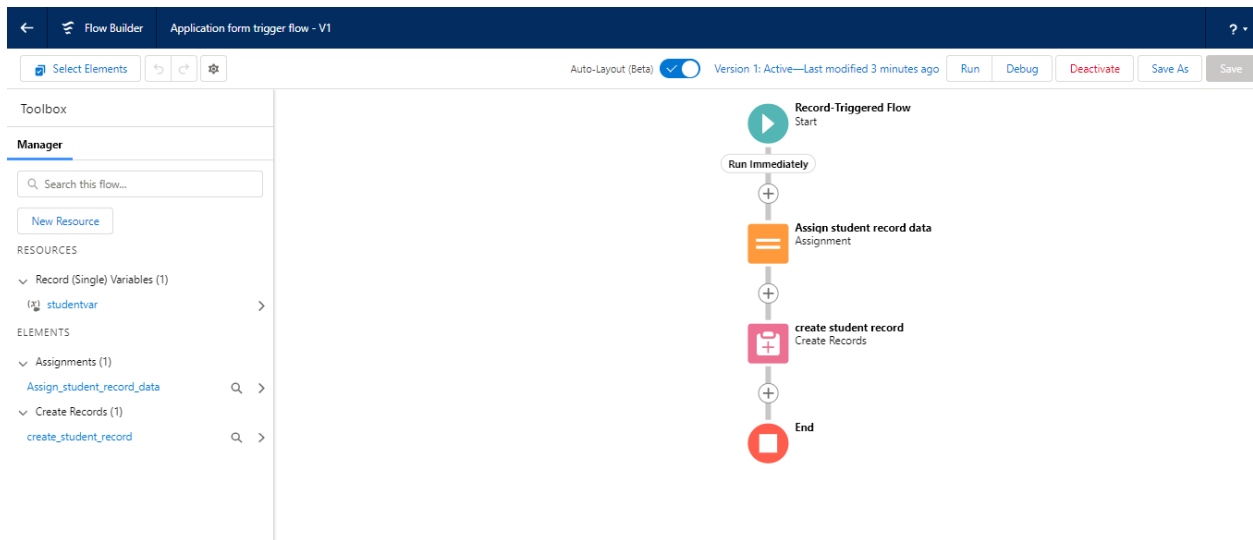 Flow Builder Application form trigger flow - V1 ?
Select Elements Auto-Layout (Beta) Version 1: Active—Last modified 3 minutes ago Run Debug Deactivate Save As Save
Toolbox
Manager
Search this flow...
New Resource
RESOURCES
Record (Single) Variables (1)
(x) studentvar
ELEMENTS
Assignments (1)
Assign_student_record_data
Create Records (1)
create_student_record
Record-Triggered Flow
Start
Run Immediately
Assign student record data
Assignment
create student record
Create Records
End